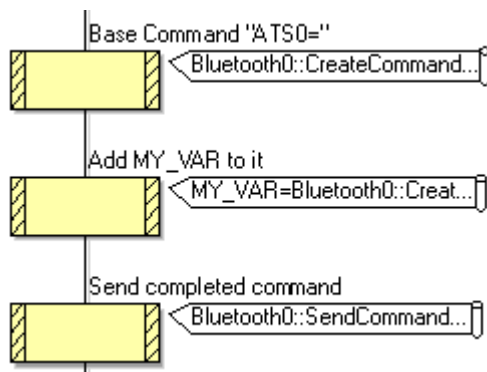 Base Command "ATS0="
Bluetooth0::CreateCommand...
Add MY_VAR to it
MY_VAR=Bluetooth0::Creat...
Send completed command
Bluetooth0::SendCommand...